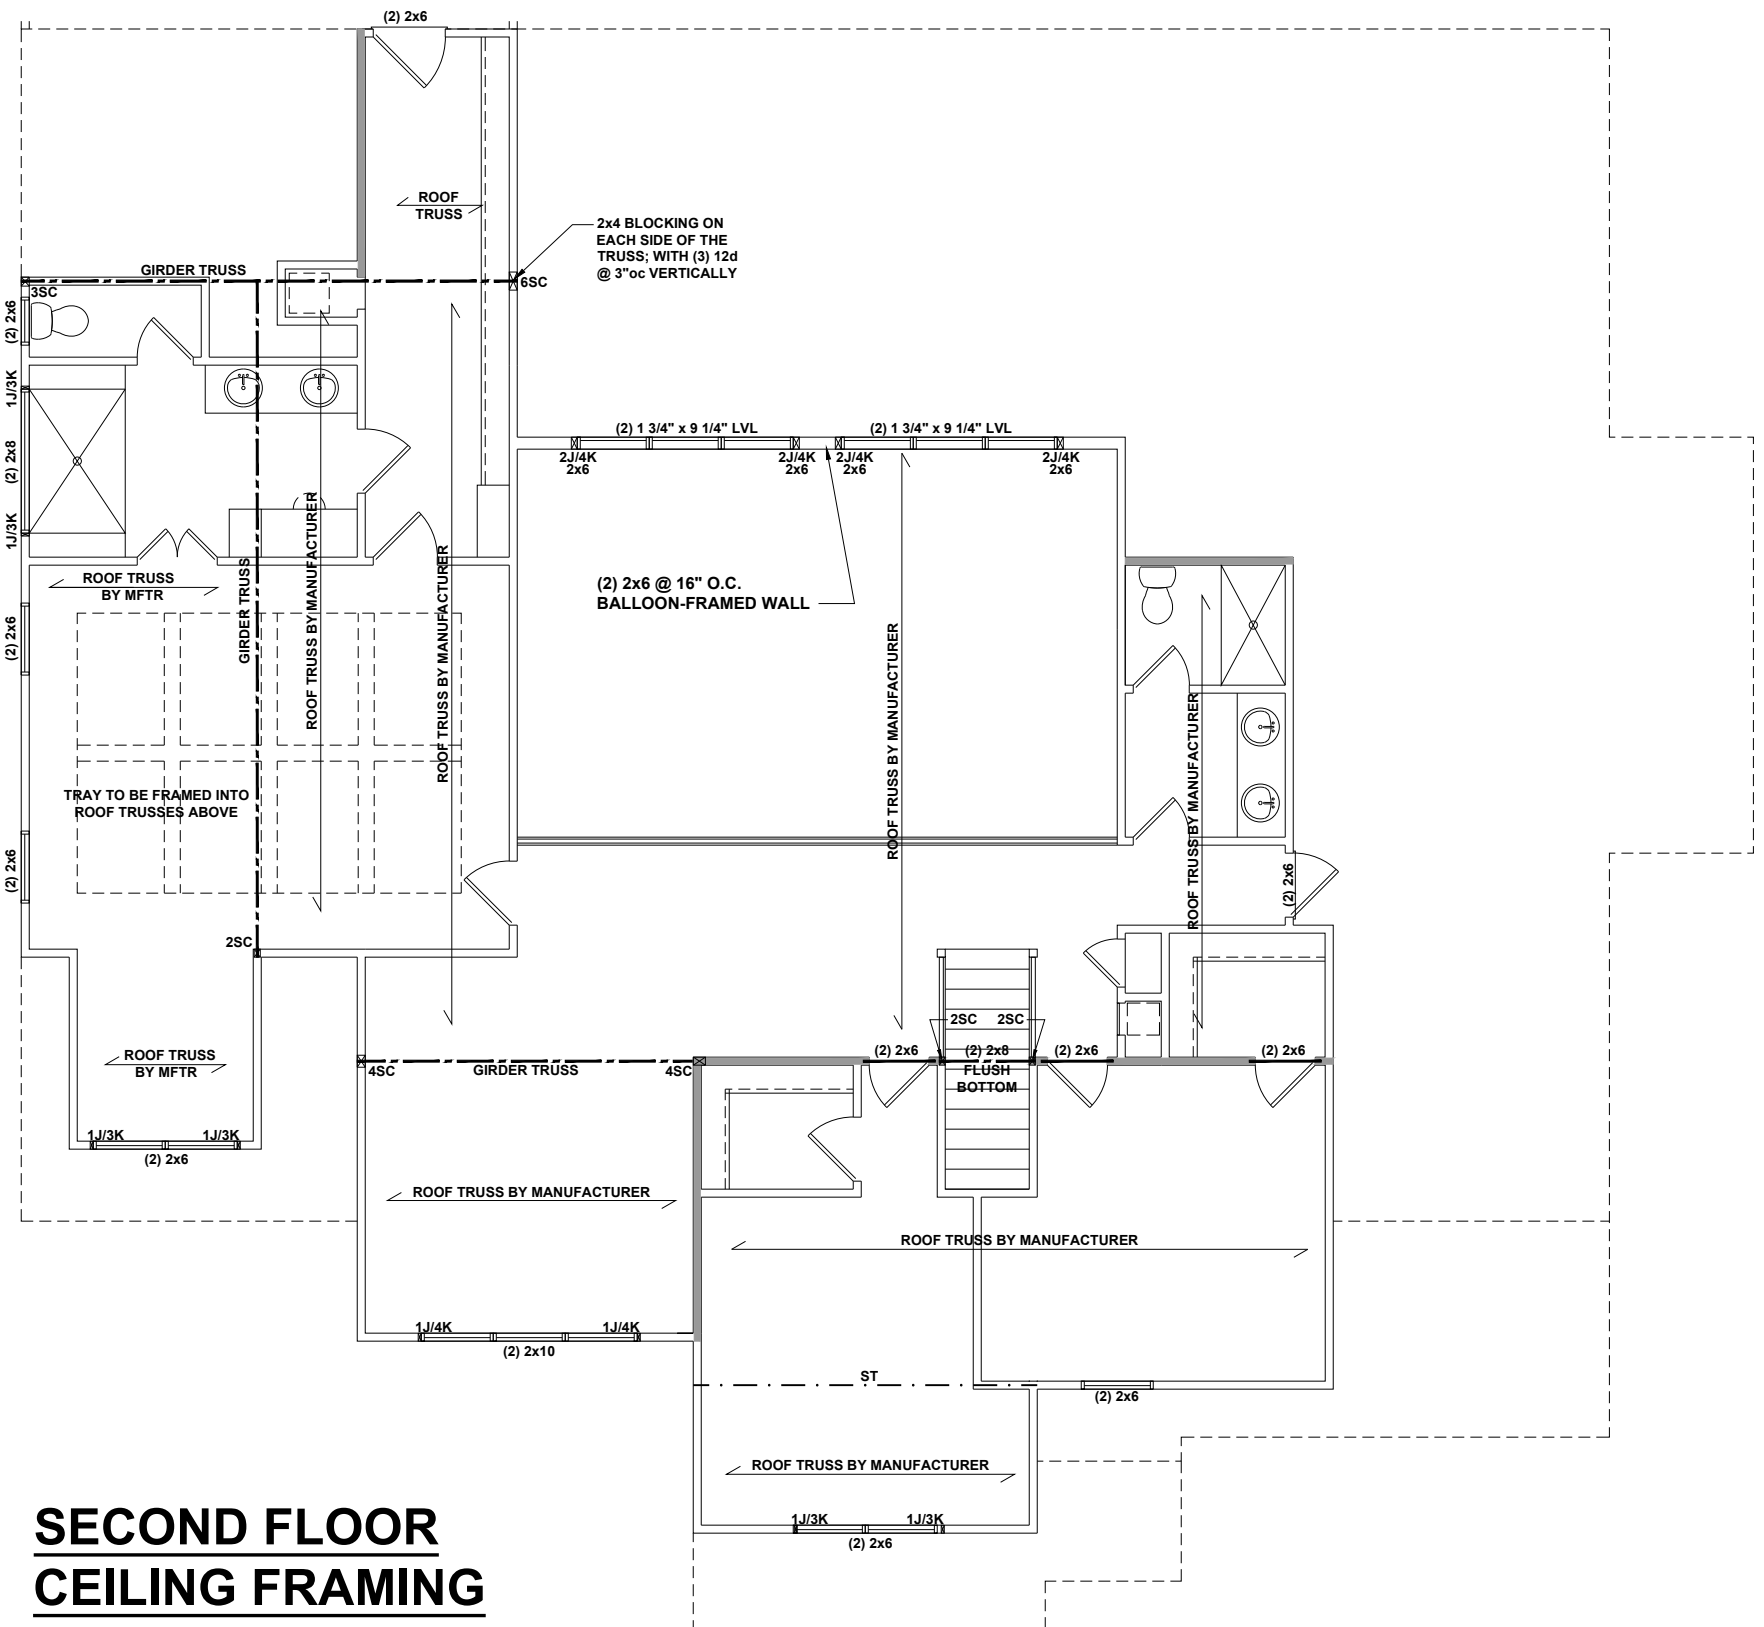 (2) 2x6
ROOF
TRUSS
2x4 BLOCKING ON
EACH SIDE OF THE
TRUSS; WITH (3) 12d
@ 3"oc VERTICALLY
GIRDER TRUSS
3SC
6SC
(2) 2x6
1J/3K
(2) 2x8
1J/3K
(2) 1 3/4" x 9 1/4" LVL
(2) 1 3/4" x 9 1/4" LVL
2J/4K
2x6
2J/4K
2x6
2J/4K
2x6
2J/4K
2x6
ROOF TRUSS
BY MFTR
GIRDER TRUSS
ROOF TRUSS BY MANUFACTURER
ROOF TRUSS BY MANUFACTURER
(2) 2x6 @ 16" O.C.
BALLOON-FRAMED WALL
ROOF TRUSS BY MANUFACTURER
ROOF TRUSS BY MANUFACTURER
(2) 2x6
TRAY TO BE FRAMED INTO
ROOF TRUSSES ABOVE
(2) 2x6
(2) 2x6
2SC
2SC
2SC
(2) 2x6
(2) 2x8
FLUSH
BOTTOM
(2) 2x6
(2) 2x6
ROOF TRUSS
BY MFTR
4SC
GIRDER TRUSS
4SC
1J/3K
1J/3K
(2) 2x6
ROOF TRUSS BY MANUFACTURER
ROOF TRUSS BY MANUFACTURER
1J/4K
1J/4K
(2) 2x10
ST
(2) 2x6
ROOF TRUSS BY MANUFACTURER
1J/3K
1J/3K
(2) 2x6
SECOND FLOOR
CEILING FRAMING